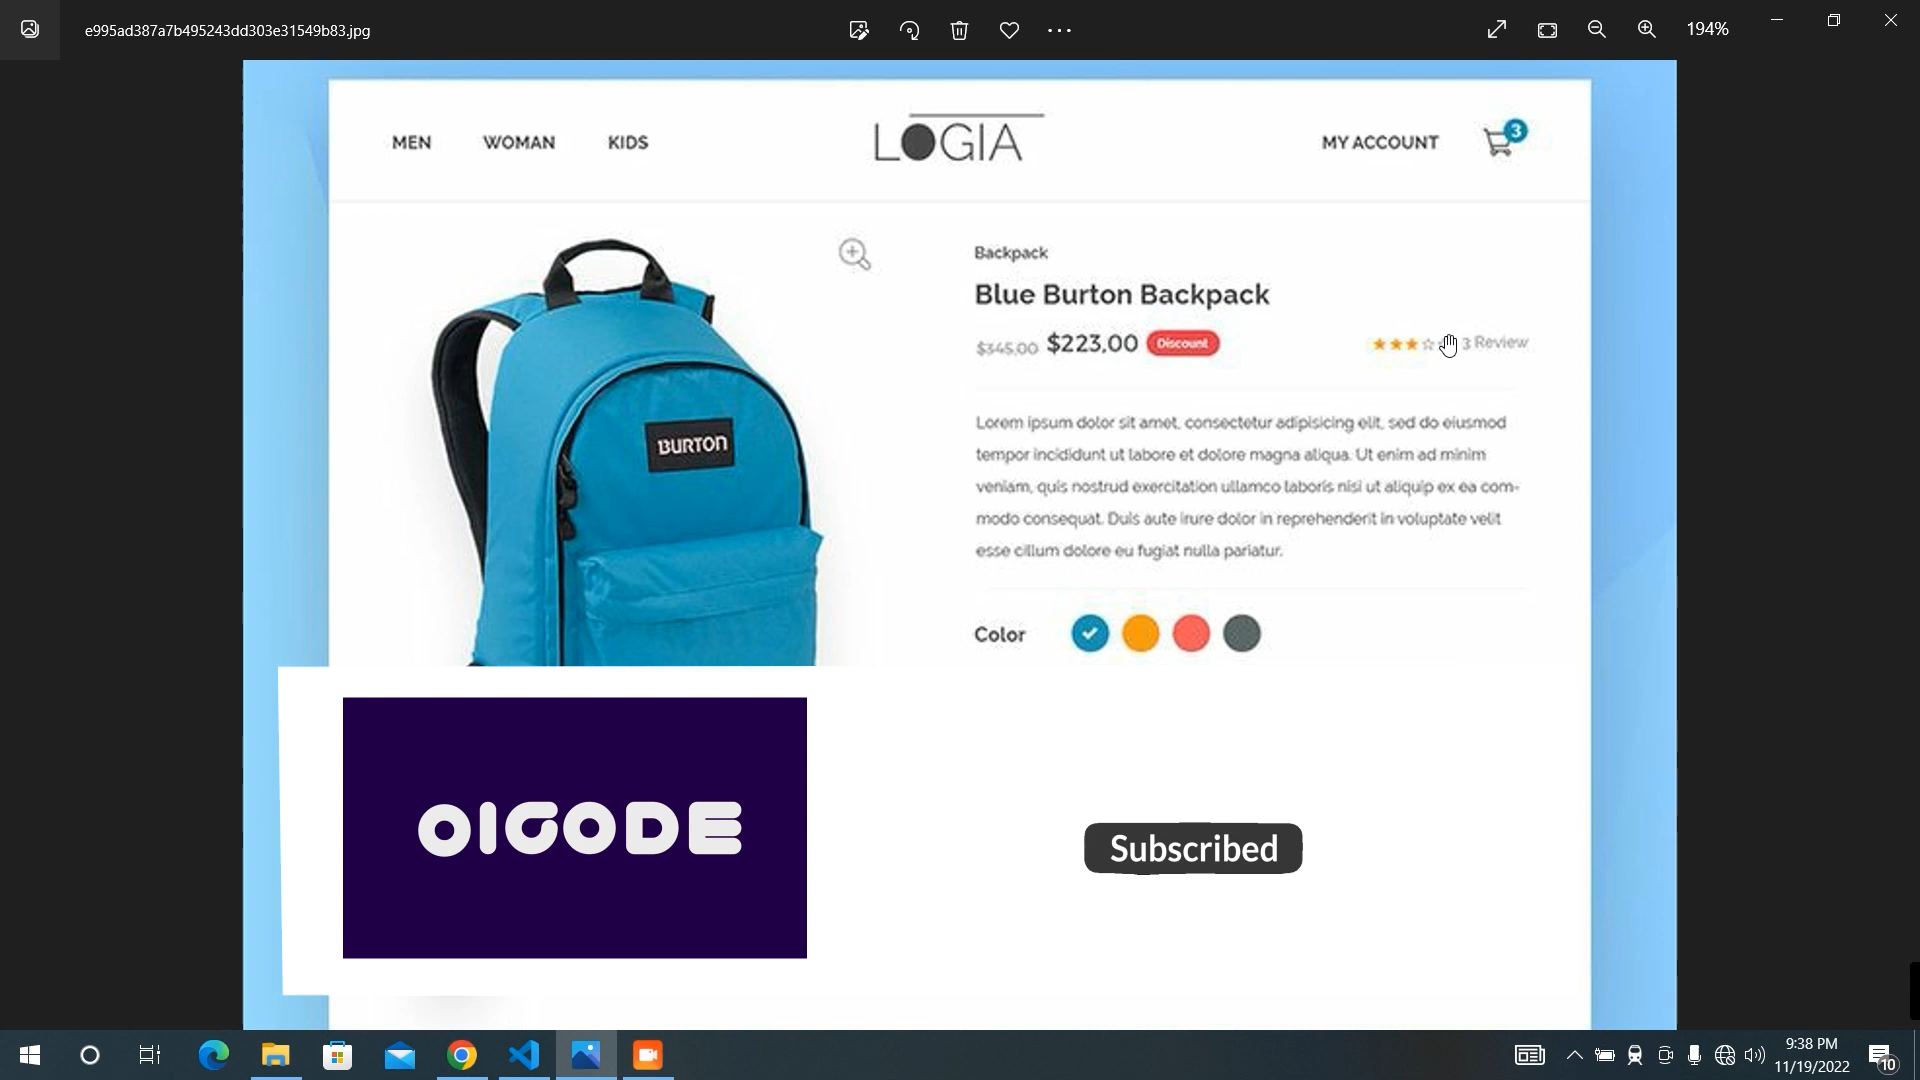 e995ad387a7b495243dd303e31549b83.jpg
194%
MEN WOMAN KIDS LOGIA MY ACCOUNT 3
Backpack
Blue Burton Backpack
$345,00 $223,00 Discount 3 Review
BURTON
Lorem ipsum dolor sit amet, consectetur adipisicing elit, sed do eiusmod
tempor incididunt ut labore et dolore magna aliqua. Ut enim ad minim
veniam, quis nostrud exercitation ullamco laboris nisi ut aliquip ex ea com-
modo consequat. Duis aute irure dolor in reprehenderit in voluptate velit
esse cillum dolore eu fugiat nulla pariatur.
Color
OIGODE
Subscribed
9:38 PM
11/19/2022
10